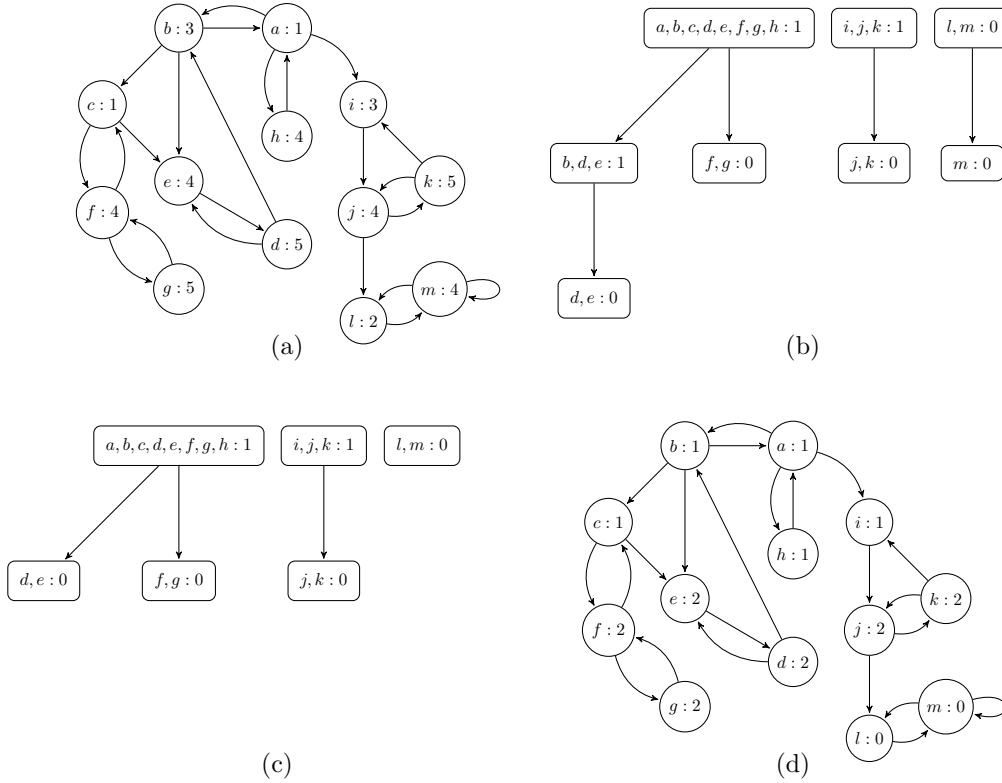 b : 3
a : 1
c : 1
i : 3
h : 4
e : 4
k : 5
f : 4
j : 4
d : 5
g : 5
m : 4
l : 2
(a)
a, b, c, d, e, f, g, h : 1
i, j, k : 1
l, m : 0
b, d, e : 1
f, g : 0
j, k : 0
m : 0
d, e : 0
(b)
a, b, c, d, e, f, g, h : 1
i, j, k : 1
l, m : 0
d, e : 0
f, g : 0
j, k : 0
(c)
b : 1
a : 1
c : 1
i : 1
h : 1
e : 2
k : 2
f : 2
j : 2
d : 2
g : 2
m : 0
l : 0
(d)